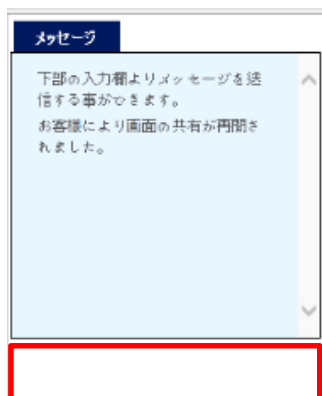 メッセージ
下部の入力欄よりメッセージを送
信する事ができます。
お客様により画面の共有が再開さ
れました。